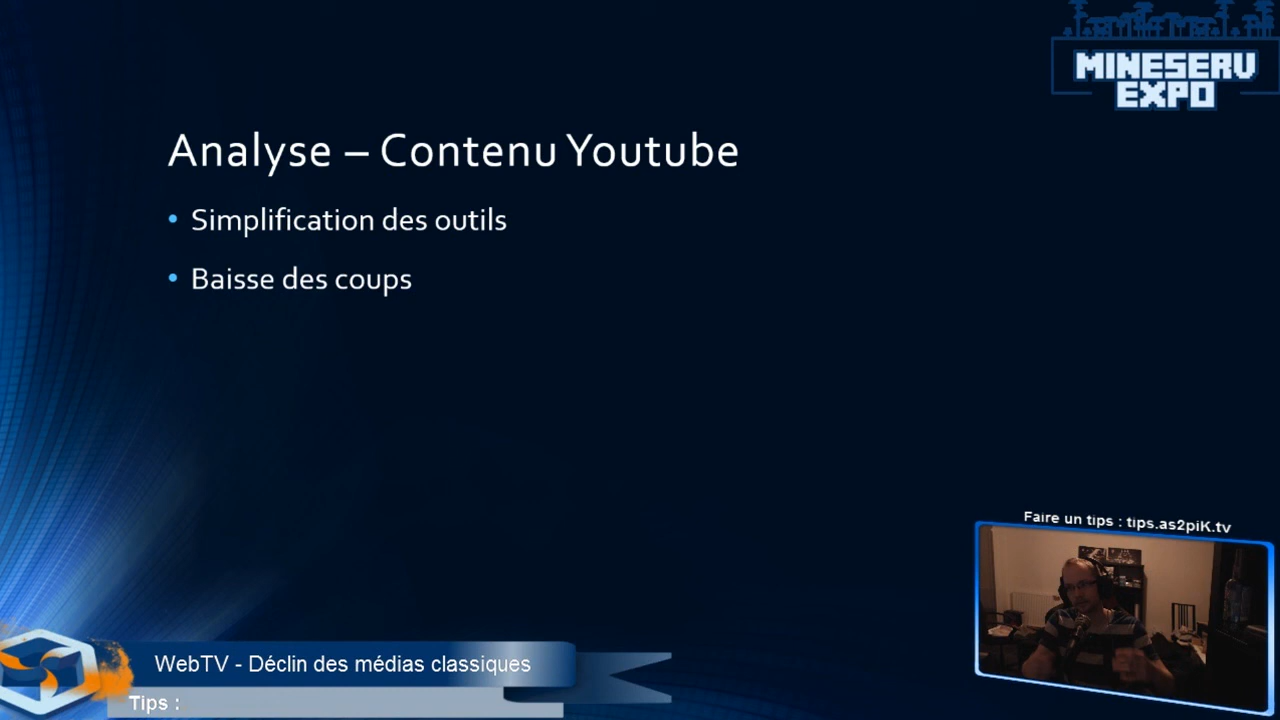 MINESERV
EXPO
Analyse – Contenu Youtube
• Simplification des outils
• Baisse des coups
Faire un tips : tips.as2piK.tv
WebTV - Déclin des médias classiques
Tips :